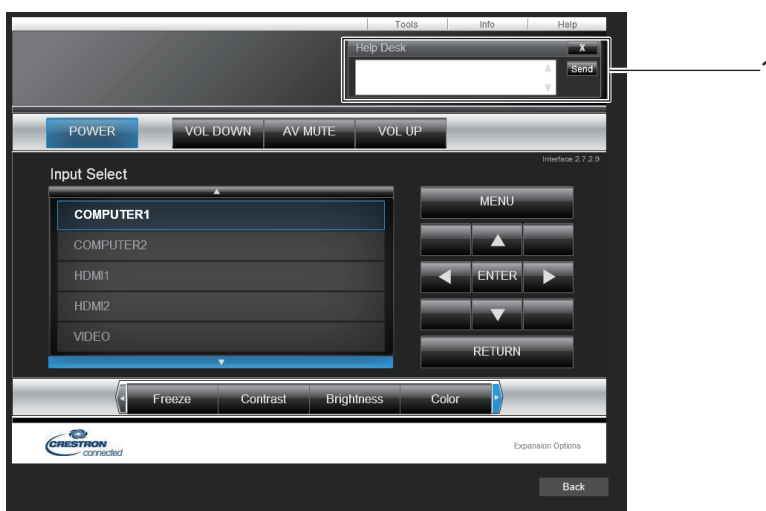 Tools Info Help
Help Desk X
Send
1
POWER VOL DOWN AV MUTE VOL UP
Interface 2.7.2.9
Input Select
MENU
COMPUTER1
COMPUTER2
HDMI1 ENTER
HDMI2
VIDEO
RETURN
Freeze Contrast Brightness Color
CRESTRON
connected
Expansion Options
Back